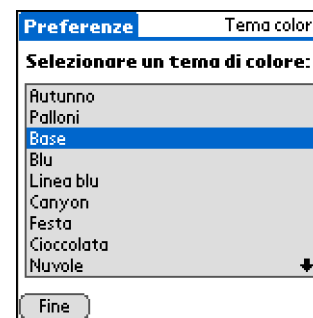 Preferenze Tema color
Selezionare un tema di colore:
Autunno
Palloni
Base
Blu
Linea blu
Canyon
Festa
Cioccolata
Nuvole
Fine